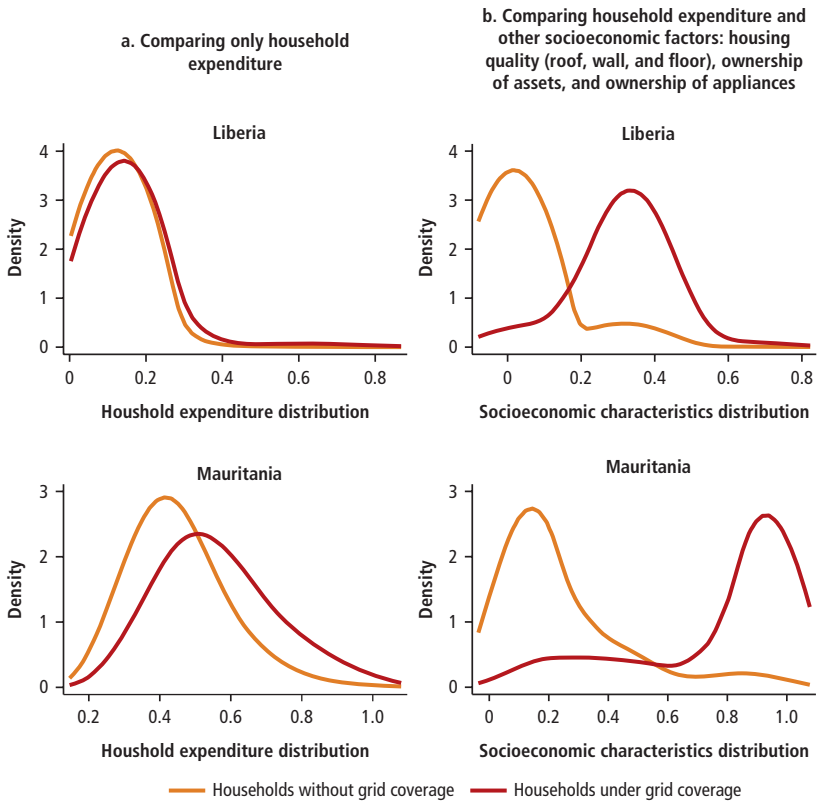 a. Comparing only household
expenditure
b. Comparing household expenditure and
other socioeconomic factors: housing
quality (roof, wall, and floor), ownership
of assets, and ownership of appliances
Liberia
4
3
2
1
0
Density
0 0.2 0.4 0.6 0.8
Houshold expenditure distribution
Liberia
4
3
2
1
0
Density
0 0.2 0.4 0.6 0.8
Socioeconomic characteristics distribution
Mauritania
3
2
1
0
Density
0.2 0.4 0.6 0.8 1.0
Houshold expenditure distribution
Mauritania
3
2
1
0
Density
0 0.2 0.4 0.6 0.8 1.0
Socioeconomic characteristics distribution
Households without grid coverage
Households under grid coverage